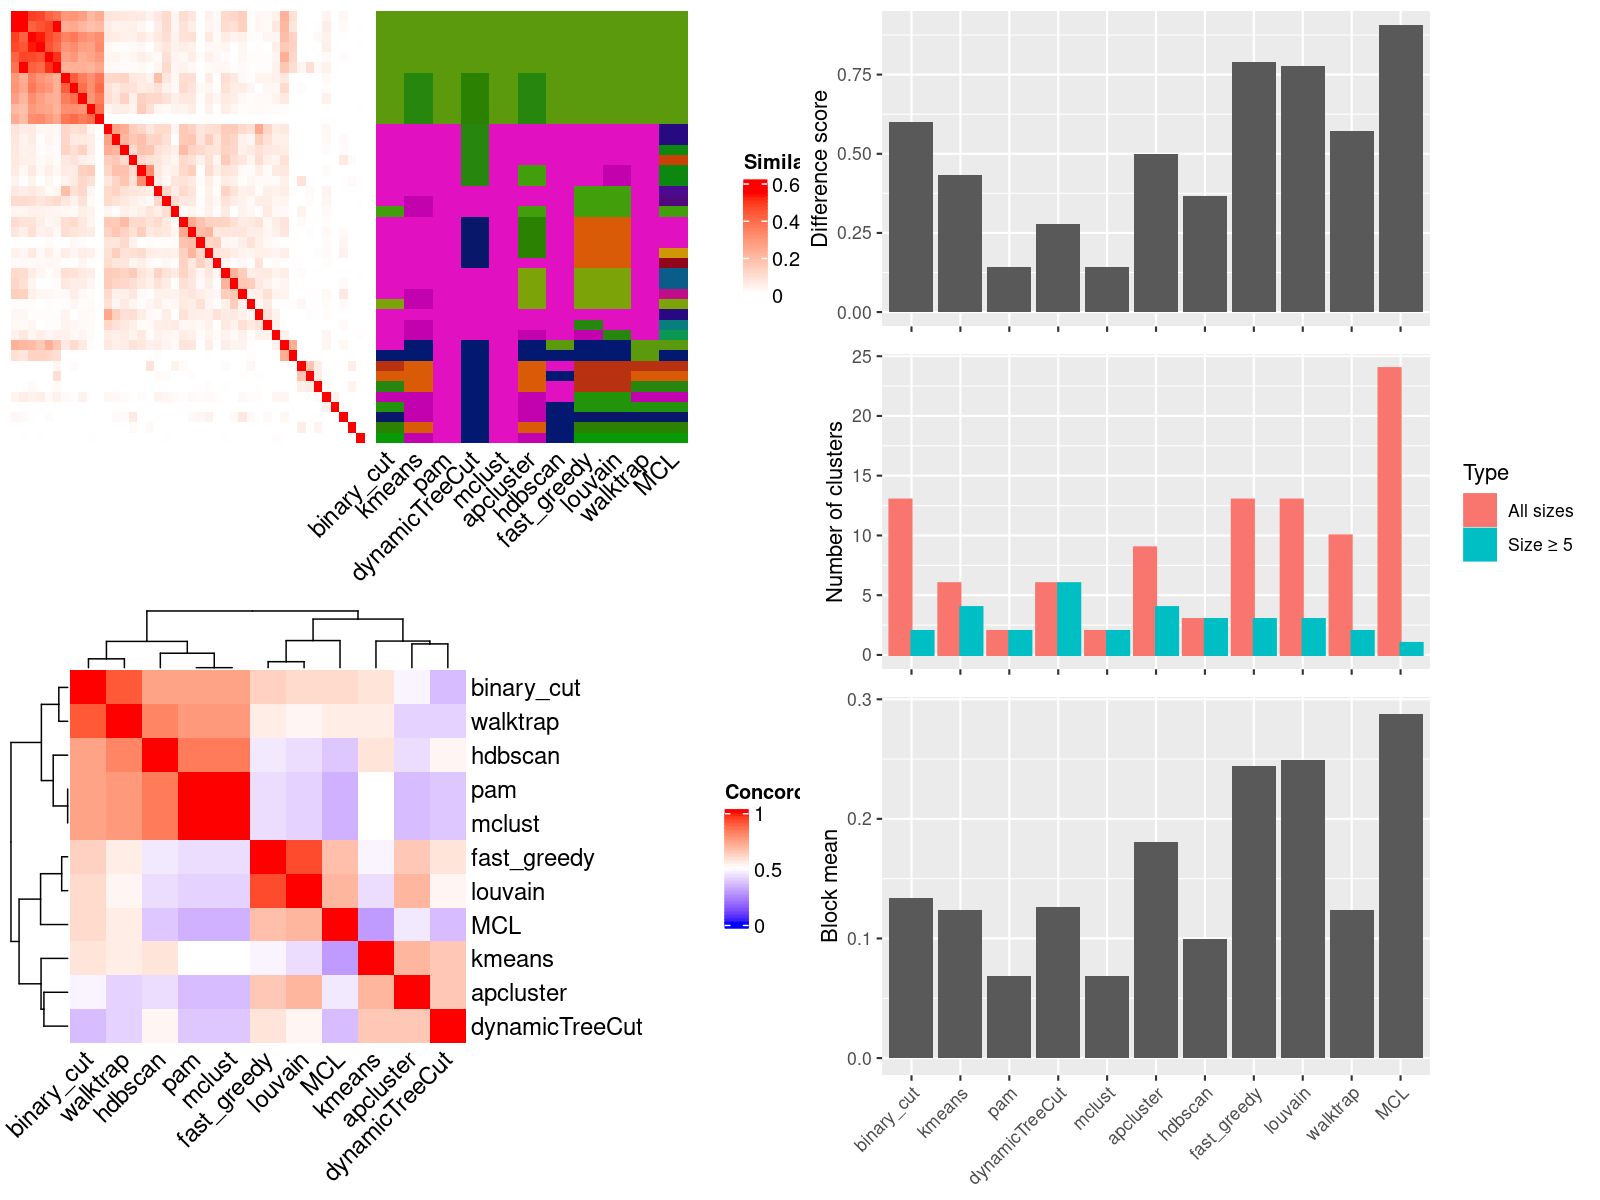 Simila
0.6
0.4
0.2
0
binary_cut
kmeans
pam
dynamicTreeCut
mclust
apcluster
hdbscan
fast_greedy
louvain
walktrap
MCL
Difference score
0.75
0.50
0.25
0.00
Number of clusters
25
20
15
10
5
0
Type
All sizes
Size ≥ 5
binary_cut
walktrap
hdbscan
pam
mclust
fast_greedy
louvain
MCL
kmeans
apcluster
dynamicTreeCut
Concord
1
0.5
0
binary_cut
walktrap
hdbscan
pam
mclust
fast_greedy
louvain
MCL
kmeans
apcluster
dynamicTreeCut
Block mean
0.3
0.2
0.1
0.0
binary_cut
kmeans
pam
dynamicTreeCut
mclust
apcluster
hdbscan
fast_greedy
louvain
walktrap
MCL